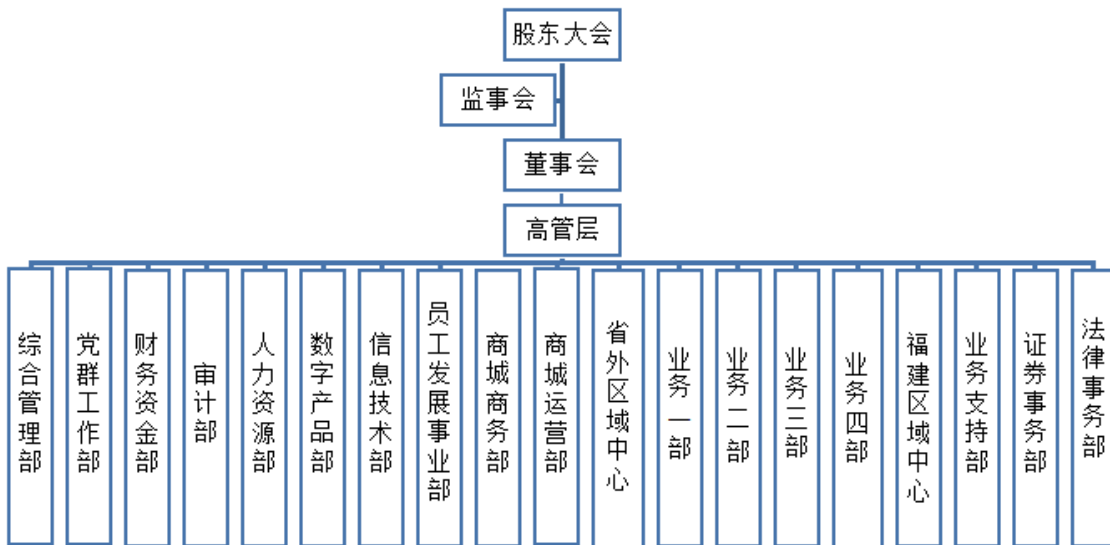 股东大会
监事会
董事会
高管层
综合管理部
党群工作部
财务资金部
审计部
人力资源部
数字产品部
信息技术部
员工发展事业部
商城商务部
商城运营部
省外区域中心
业务一部
业务二部
业务三部
业务四部
福建区域中心
业务支持部
证券事务部
法律事务部